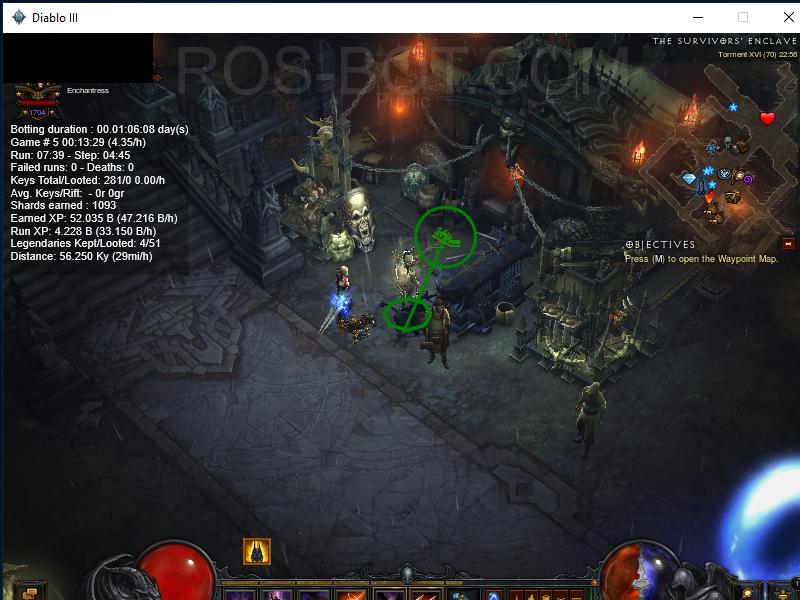 Diablo III
ROS-BOT.COM
Public
THE SURVIVORS' ENCLAVE
Torment XVI (70) 22:56
Enchantress
1704
Botting duration : 00.01:06:08 day(s)
Game # 5 00:13:29 (4.35/h)
Run: 07:39 - Step: 04:45
Failed runs: 0 - Deaths: 0
Keys Total/Looted: 281/0 0.00/h
Avg. Keys/Rift:  - 0r 0gr
Shards earned : 1093
Earned XP: 52.035 B (47.216 B/h)
Run XP: 4.228 B (33.150 B/h)
Legendaries Kept/Looted: 4/51
Distance: 56.250 Ky (29mi/h)
OBJECTIVES
Press (M) to open the Waypoint Map.